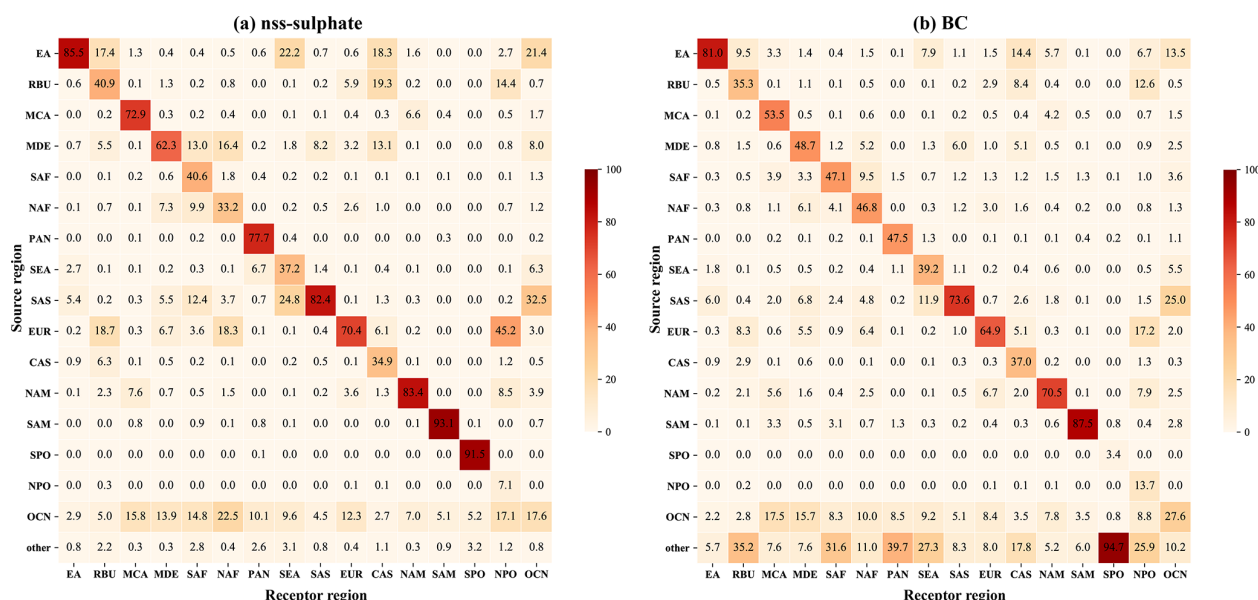 (a) nss-sulphate
EA 85.5 17.4 1.3 0.4 0.4 0.5 0.6 22.2 0.7 0.6 18.3 1.6 0.0 0.0 2.7 21.4
RBU 0.6 40.9 0.1 1.3 0.2 0.8 0.0 0.1 0.2 5.9 19.3 0.2 0.0 0.0 14.4 0.7
MCA 0.0 0.2 72.9 0.3 0.2 0.4 0.0 0.1 0.1 0.4 0.3 6.6 0.4 0.0 0.5 1.7
MDE 0.7 5.5 0.1 62.3 13.0 16.4 0.2 1.8 8.2 3.2 13.1 0.1 0.0 0.0 0.8 8.0
SAF 0.0 0.1 0.2 0.6 40.6 1.8 0.4 0.2 0.2 0.1 0.1 0.1 0.1 0.0 0.1 1.3
NAF 0.1 0.7 0.1 7.3 9.9 33.2 0.0 0.2 0.5 2.6 1.0 0.0 0.0 0.0 0.7 1.2
PAN 0.0 0.0 0.1 0.0 0.2 0.0 77.7 0.4 0.0 0.0 0.0 0.0 0.3 0.0 0.0 0.2
SEA 2.7 0.1 0.1 0.2 0.3 0.1 6.7 37.2 1.4 0.1 0.4 0.1 0.0 0.0 0.1 6.3
SAS 5.4 0.2 0.3 5.5 12.4 3.7 0.7 24.8 82.4 0.1 1.3 0.3 0.0 0.0 0.2 32.5
EUR 0.2 18.7 0.3 6.7 3.6 18.3 0.1 0.1 0.4 70.4 6.1 0.2 0.0 0.0 45.2 3.0
CAS 0.9 6.3 0.1 0.5 0.2 0.1 0.0 0.2 0.5 0.1 34.9 0.1 0.0 0.0 1.2 0.5
NAM 0.1 2.3 7.6 0.7 0.5 1.5 0.0 0.1 0.2 3.6 1.3 83.4 0.0 0.0 8.5 3.9
SAM 0.0 0.0 0.8 0.0 0.9 0.1 0.8 0.1 0.0 0.0 0.0 0.1 93.1 0.1 0.0 0.7
SPO 0.0 0.0 0.0 0.0 0.0 0.0 0.1 0.0 0.0 0.0 0.0 0.0 0.0 91.5 0.0 0.0
NPO 0.0 0.3 0.0 0.0 0.0 0.0 0.0 0.0 0.0 0.1 0.1 0.0 0.0 0.0 7.1 0.0
OCN 2.9 5.0 15.8 13.9 14.8 22.5 10.1 9.6 4.5 12.3 2.7 7.0 5.1 5.2 17.1 17.6
other 0.8 2.2 0.3 0.3 2.8 0.4 2.6 3.1 0.8 0.4 1.1 0.3 0.9 3.2 1.2 0.8
EA RBU MCA MDE SAF NAF PAN SEA SAS EUR CAS NAM SAM SPO NPO OCN
Receptor region
Source region
100
80
60
40
20
0
(b) BC
EA 81.0 9.5 3.3 1.4 0.4 1.5 0.1 7.9 1.1 1.5 14.4 5.7 0.1 0.0 6.7 13.5
RBU 0.5 35.3 0.1 1.1 0.1 0.5 0.0 0.1 0.2 2.9 8.4 0.4 0.0 0.0 12.6 0.5
MCA 0.1 0.2 53.5 0.5 0.1 0.6 0.0 0.1 0.2 0.5 0.4 4.2 0.5 0.0 0.7 1.5
MDE 0.8 1.5 0.6 48.7 1.2 5.2 0.0 1.3 6.0 1.0 5.1 0.5 0.1 0.0 0.9 2.5
SAF 0.3 0.5 3.9 3.3 47.1 9.5 1.5 0.7 1.2 1.3 1.2 1.5 1.3 0.1 1.0 3.6
NAF 0.3 0.8 1.1 6.1 4.1 46.8 0.0 0.3 1.2 3.0 1.6 0.4 0.2 0.0 0.8 1.3
PAN 0.0 0.0 0.2 0.1 0.2 0.1 47.5 1.3 0.0 0.1 0.1 0.1 0.4 0.2 0.1 1.1
SEA 1.8 0.1 0.5 0.5 0.2 0.4 1.1 39.2 1.1 0.2 0.4 0.6 0.0 0.0 0.5 5.5
SAS 6.0 0.4 2.0 6.8 2.4 4.8 0.2 11.9 73.6 0.7 2.6 1.8 0.1 0.0 1.5 25.0
EUR 0.3 8.3 0.6 5.5 0.9 6.4 0.1 0.2 1.0 64.9 5.1 0.3 0.1 0.0 17.2 2.0
CAS 0.9 2.9 0.1 0.6 0.0 0.1 0.0 0.1 0.3 0.3 37.0 0.2 0.0 0.0 1.3 0.3
NAM 0.2 2.1 5.6 1.6 0.4 2.5 0.0 0.1 0.5 6.7 2.0 70.5 0.1 0.0 7.9 2.5
SAM 0.1 0.1 3.3 0.5 3.1 0.7 1.3 0.3 0.2 0.4 0.3 0.6 87.5 0.8 0.4 2.8
SPO 0.0 0.0 0.0 0.0 0.0 0.0 0.0 0.0 0.0 0.0 0.0 0.0 0.0 3.4 0.0 0.0
NPO 0.0 0.2 0.0 0.0 0.0 0.0 0.0 0.0 0.0 0.1 0.0 0.1 0.0 0.0 13.7 0.0
OCN 2.2 2.8 17.5 15.7 8.3 10.0 8.5 9.2 5.1 8.4 3.5 7.8 3.5 0.8 8.8 27.6
other 5.7 35.2 7.6 7.6 31.6 11.0 39.7 27.3 8.3 8.0 17.8 5.2 6.0 94.7 25.9 10.2
EA RBU MCA MDE SAF NAF PAN SEA SAS EUR CAS NAM SAM SPO NPO OCN
Receptor region
Source region
100
80
60
40
20
0